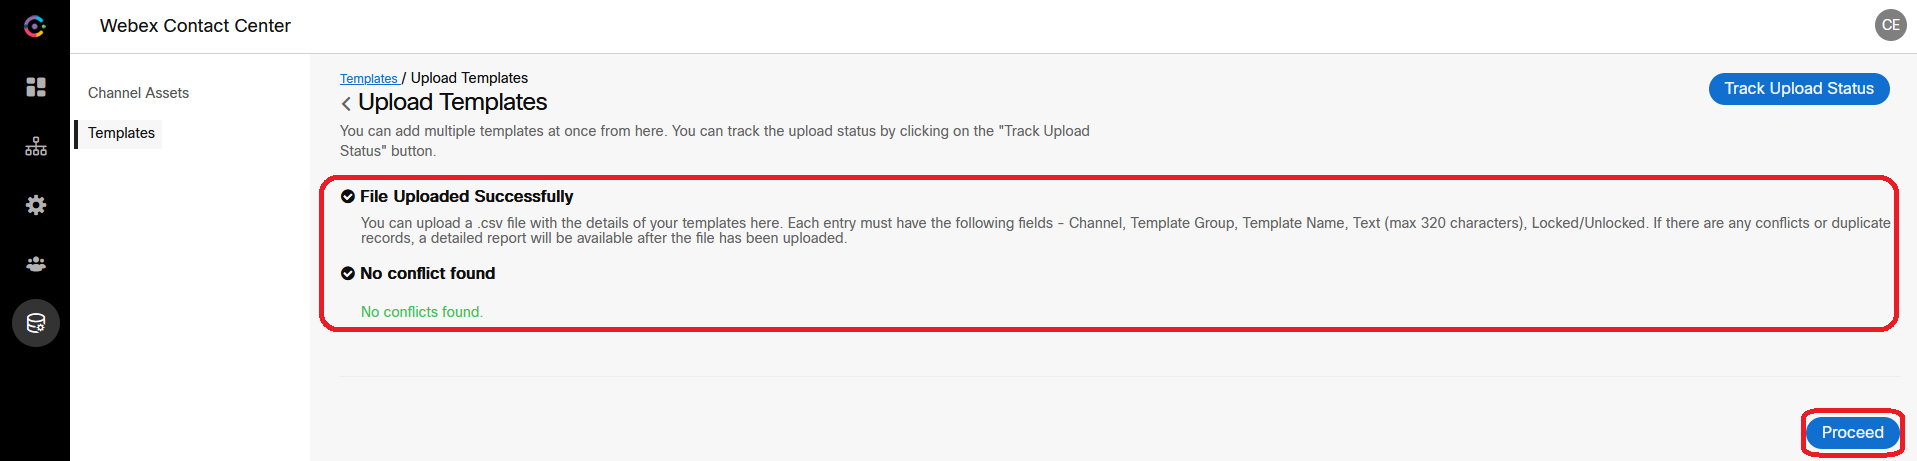 Webex Contact Center
CE
Channel Assets
Templates
Templates / Upload Templates
Upload Templates
Track Upload Status
You can add multiple templates at once from here. You can track the upload status by clicking on the "Track Upload
Status" button.
File Uploaded Successfully
You can upload a .csv file with the details of your templates here. Each entry must have the following fields - Channel, Template Group, Template Name, Text (max 320 characters), Locked/Unlocked. If there are any conflicts or duplicate
records, a detailed report will be available after the file has been uploaded.
No conflict found
No conflicts found.
Proceed